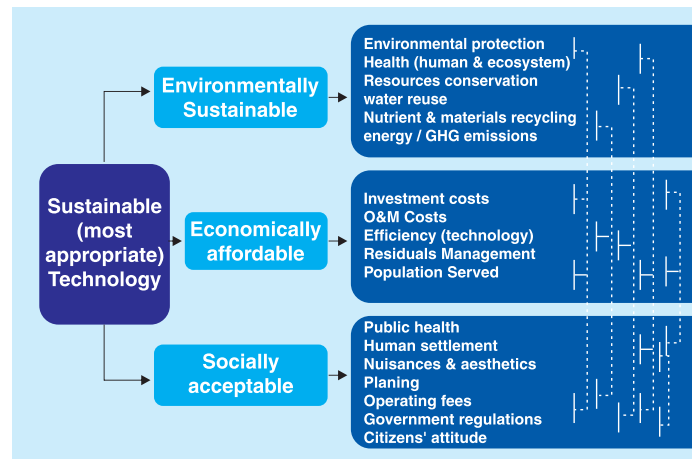 Sustainable
(most
appropriate)
Technology
Environmentally
Sustainable
Environmental protection
Health (human & ecosystem)
Resources conservation
water reuse
Nutrient & materials recycling
energy / GHG emissions
Economically
affordable
Investment costs
O&M Costs
Efficiency (technology)
Residuals Management
Population Served
Socially
acceptable
Public health
Human settlement
Nuisances & aesthetics
Planing
Operating fees
Government regulations
Citizens' attitude